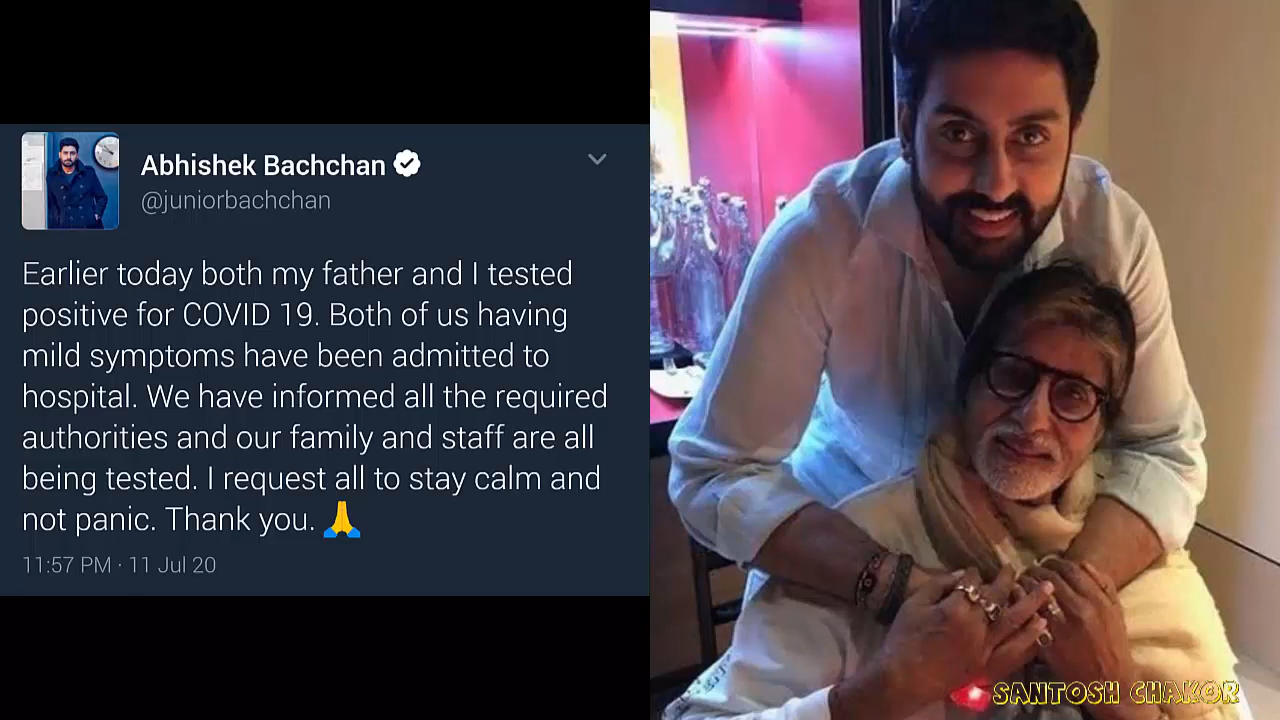 Abhishek Bachchan
@juniorbachchan
Earlier today both my father and I tested
positive for COVID 19. Both of us having
mild symptoms have been admitted to
hospital. We have informed all the required
authorities and our family and staff are all
being tested. I request all to stay calm and
not panic. Thank you. 🙏
11:57 PM · 11 Jul 20
SANTOSH CHAKOR